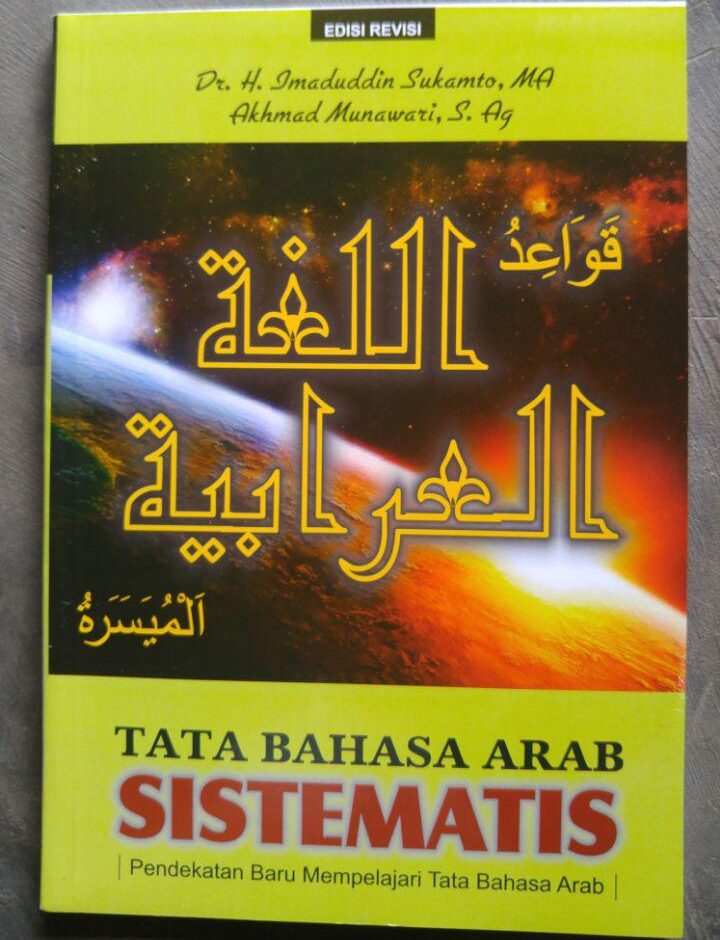 EDISI REVISI
Dr. H. Imaduddin Sukamto, MA
Akhmad Munawari, S. Ag
قَوَاعِدُ
اللغة
العرابية
اَلْمُيَسَرَةُ
TATA BAHASA ARAB
SISTEMATIS
| Pendekatan Baru Mempelajari Tata Bahasa Arab |